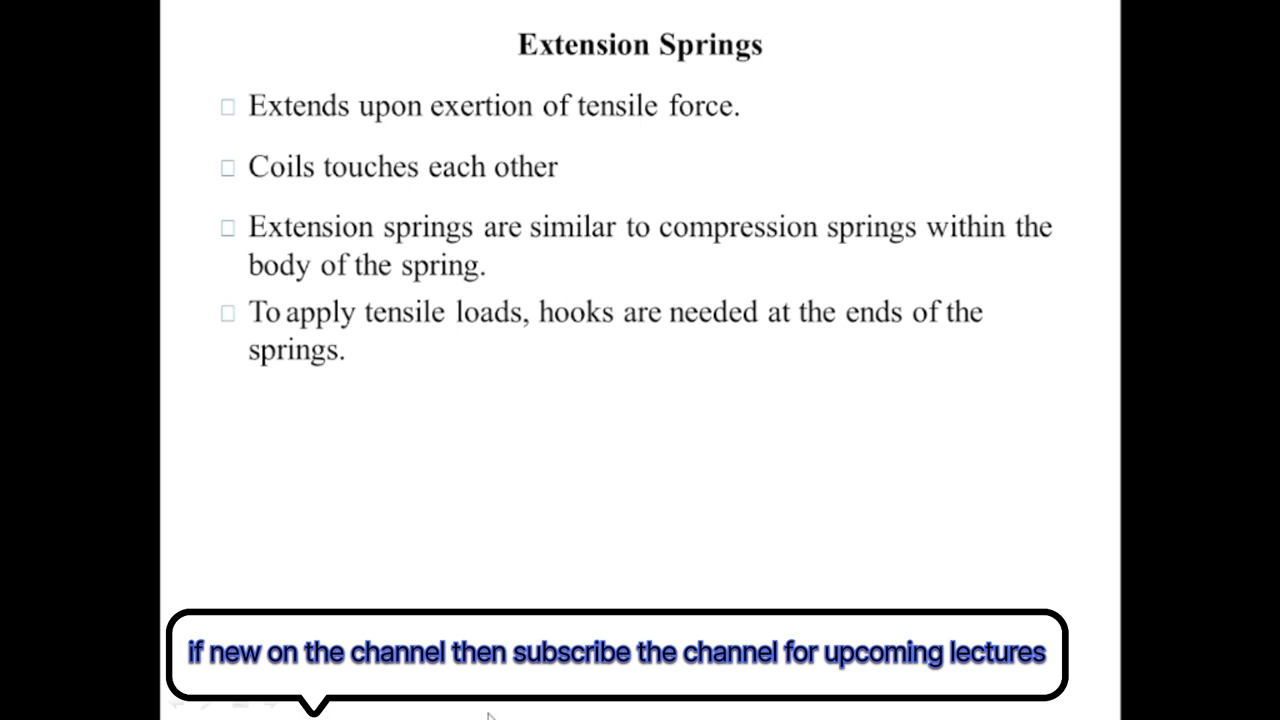 Extension Springs
Extends upon exertion of tensile force.
Coils touches each other
Extension springs are similar to compression springs within the
body of the spring.
To apply tensile loads, hooks are needed at the ends of the
springs.
if new on the channel then subscribe the channel for upcoming lectures